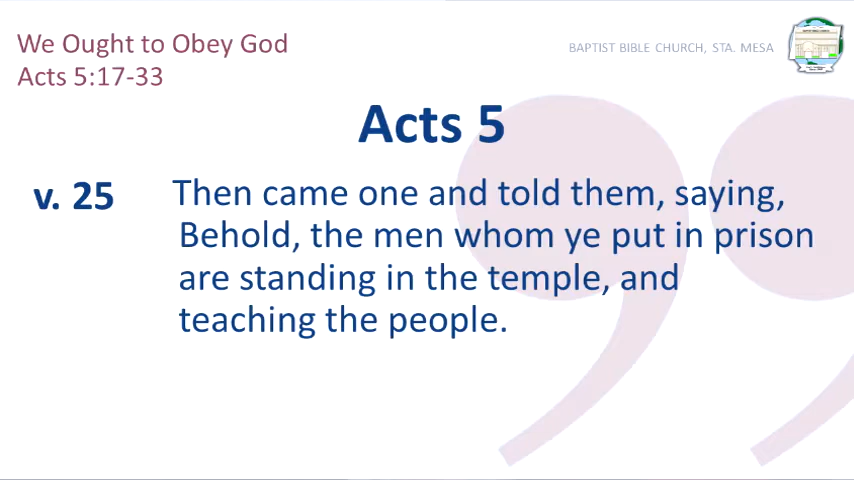 We Ought to Obey God
Acts 5:17-33
BAPTIST BIBLE CHURCH, STA. MESA
Acts 5
v. 25 Then came one and told them, saying,
Behold, the men whom ye put in prison
are standing in the temple, and
teaching the people.